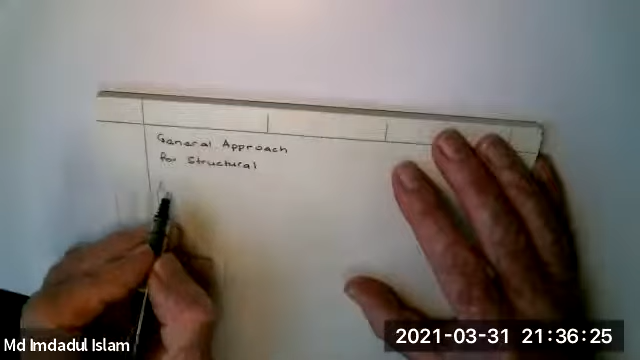 General Approach
for Structural
Md Imdadul Islam
2021-03-31 21:36:25